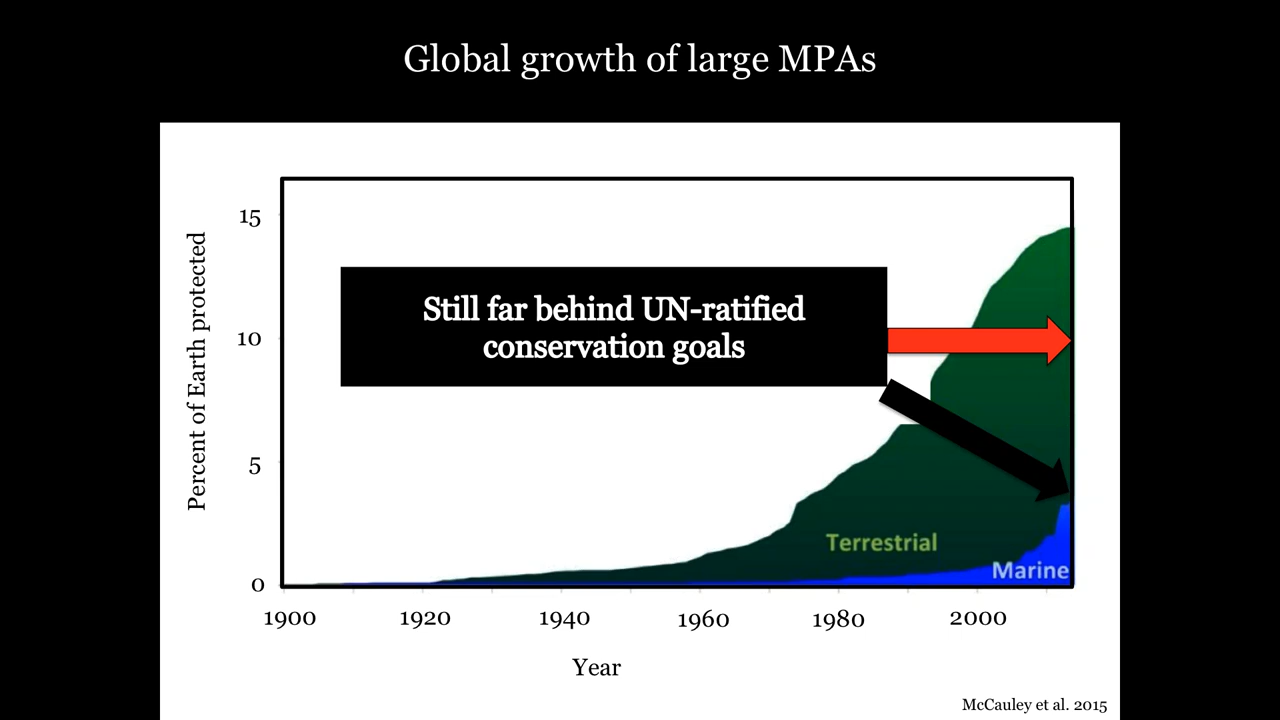 Global growth of large MPAs
Percent of Earth protected
15
10
5
0
Still far behind UN-ratified
conservation goals
Terrestrial
Marine
1900
1920
1940
1960
1980
2000
Year
McCauley et al. 2015